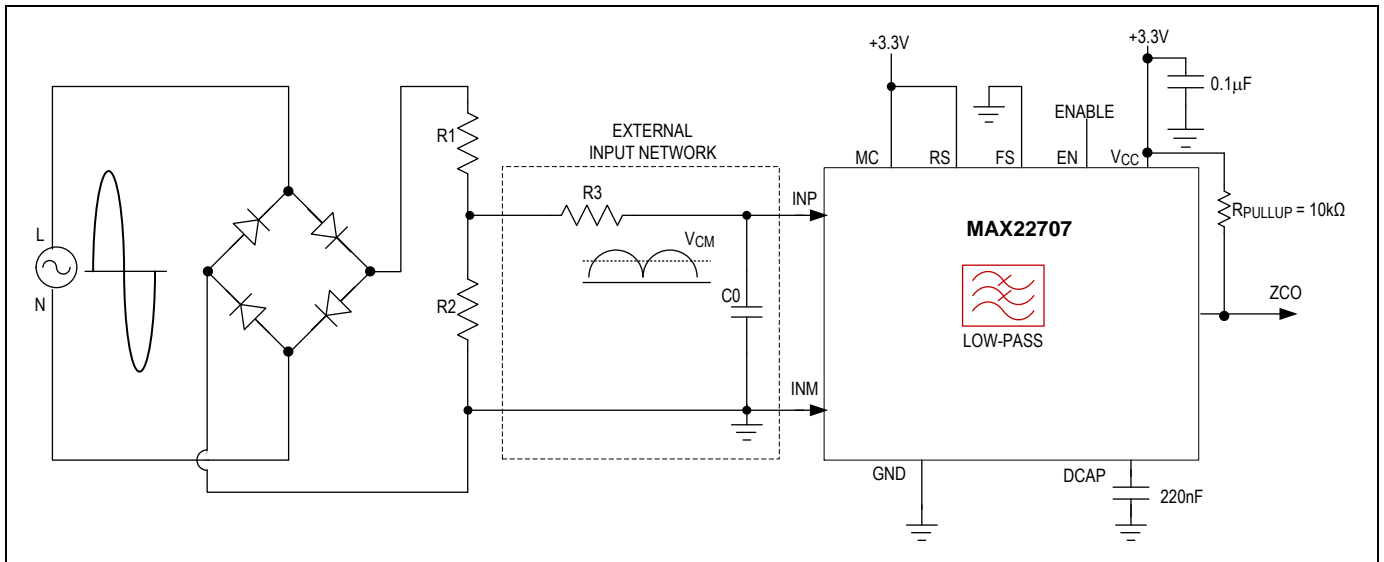 +3.3V
+3.3V
0.1μF
ENABLE
R1
EXTERNAL
INPUT NETWORK
MC
RS
FS
EN
VCC
R3
INP
RPULLUP = 10kΩ
MAX22707
L
VCM
N
R2
C0
ZCO
LOW-PASS
INM
GND
DCAP
220nF